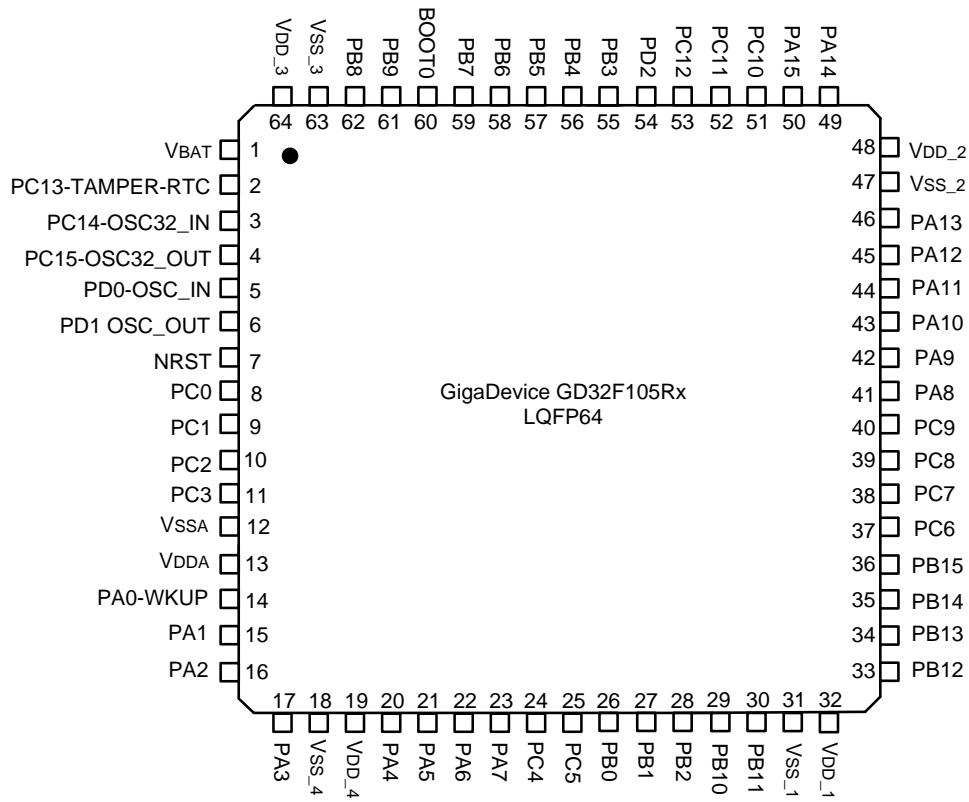 VDD_3
VSS_3
PB8
PB9
BOOT0
PB7
PB6
PB5
PB4
PB3
PD2
PC12
PC11
PC10
PA15
PA14
64 63 62 61 60 59 58 57 56 55 54 53 52 51 50 49
VBAT 1
PC13-TAMPER-RTC 2
PC14-OSC32_IN 3
PC15-OSC32_OUT 4
PD0-OSC_IN 5
PD1 OSC_OUT 6
NRST 7
PC0 8
PC1 9
PC2 10
PC3 11
VSSA 12
VDDA 13
PA0-WKUP 14
PA1 15
PA2 16
GigaDevice GD32F105Rx
LQFP64
48 VDD_2
47 VSS_2
46 PA13
45 PA12
44 PA11
43 PA10
42 PA9
41 PA8
40 PC9
39 PC8
38 PC7
37 PC6
36 PB15
35 PB14
34 PB13
33 PB12
17 18 19 20 21 22 23 24 25 26 27 28 29 30 31 32
PA3
VSS_4
VDD_4
PA4
PA5
PA6
PA7
PC4
PC5
PB0
PB1
PB2
PB10
PB11
VSS_1
VDD_1